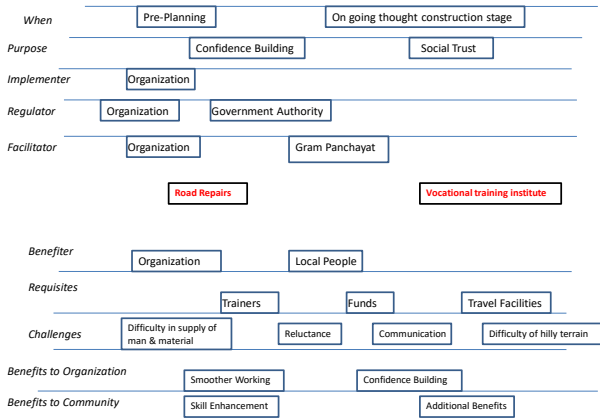 When
Pre-Planning
On going thought construction stage
Purpose
Confidence Building
Social Trust
Implementer
Organization
Regulator
Organization
Government Authority
Facilitator
Organization
Gram Panchayat
Road Repairs
Vocational training institute
Benefiter
Organization
Local People
Requisites
Trainers
Funds
Travel Facilities
Challenges
Difficulty in supply of
man & material
Reluctance
Communication
Difficulty of hilly terrain
Benefits to Organization
Smoother Working
Confidence Building
Benefits to Community
Skill Enhancement
Additional Benefits